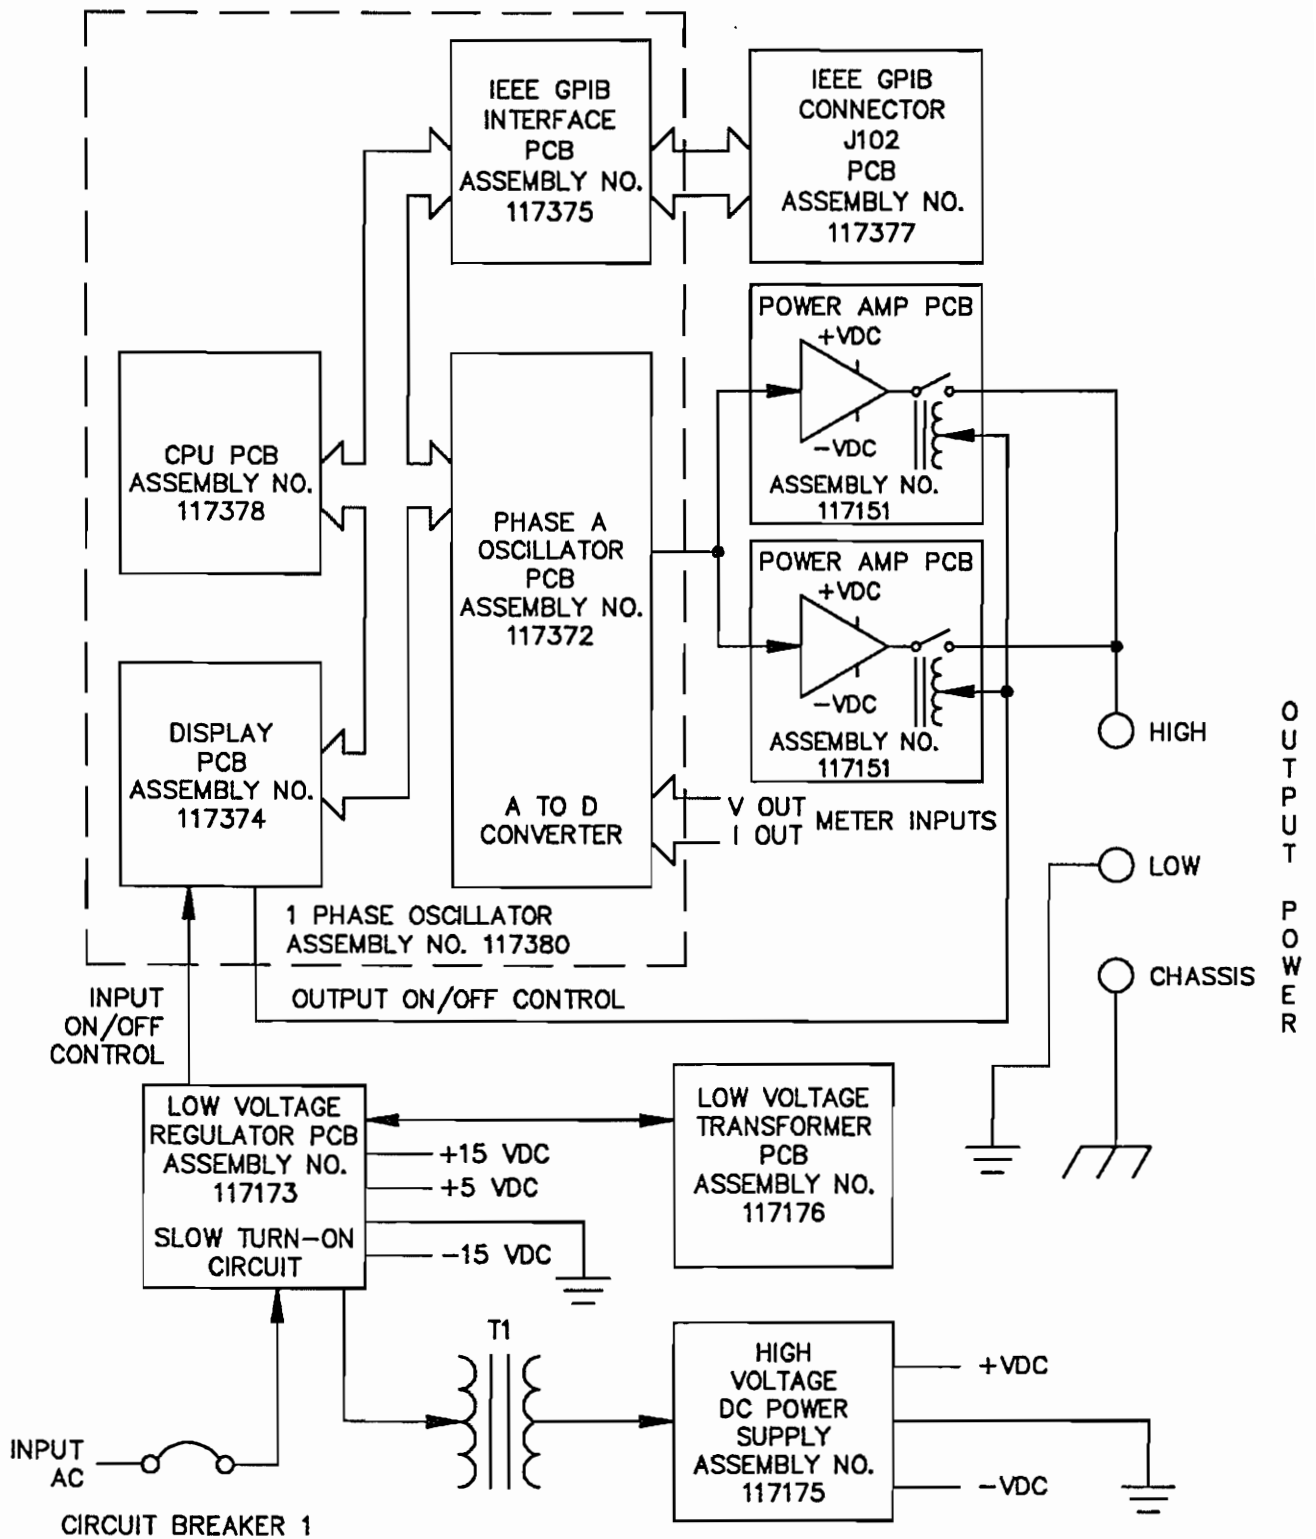 IEEE GPIB
INTERFACE
PCB
ASSEMBLY NO.
117375
IEEE GPIB
CONNECTOR
J102
PCB
ASSEMBLY NO.
117377
POWER AMP PCB
+VDC
-VDC
ASSEMBLY NO.
117151
CPU PCB
ASSEMBLY NO.
117378
PHASE A
OSCILLATOR
PCB
ASSEMBLY NO.
117372
A TO D
CONVERTER
POWER AMP PCB
+VDC
-VDC
ASSEMBLY NO.
117151
DISPLAY
PCB
ASSEMBLY NO.
117374
V OUT
I OUT
METER INPUTS
HIGH
LOW
CHASSIS
OUTPUT POWER
1 PHASE OSCILLATOR
ASSEMBLY NO. 117380
INPUT
ON/OFF
CONTROL
OUTPUT ON/OFF CONTROL
LOW VOLTAGE
REGULATOR PCB
ASSEMBLY NO.
117173
SLOW TURN-ON
CIRCUIT
+15 VDC
+5 VDC
-15 VDC
LOW VOLTAGE
TRANSFORMER
PCB
ASSEMBLY NO.
117176
T1
HIGH
VOLTAGE
DC POWER
SUPPLY
ASSEMBLY NO.
117175
+VDC
-VDC
INPUT
AC
CIRCUIT BREAKER 1